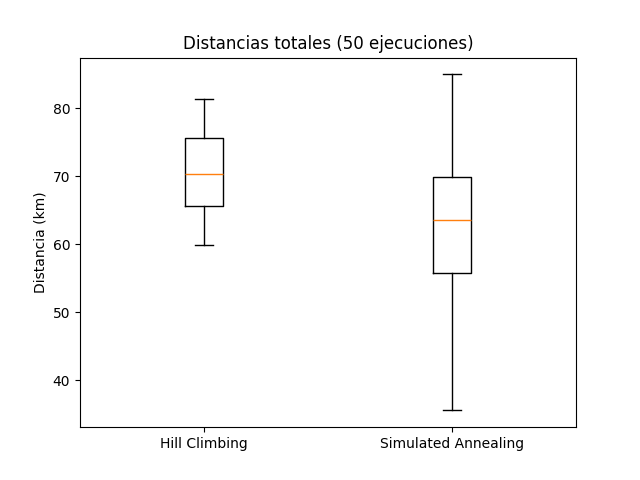 Distancias totales (50 ejecuciones)
Distancia (km)
80
70
60
50
40
Hill Climbing
Simulated Annealing